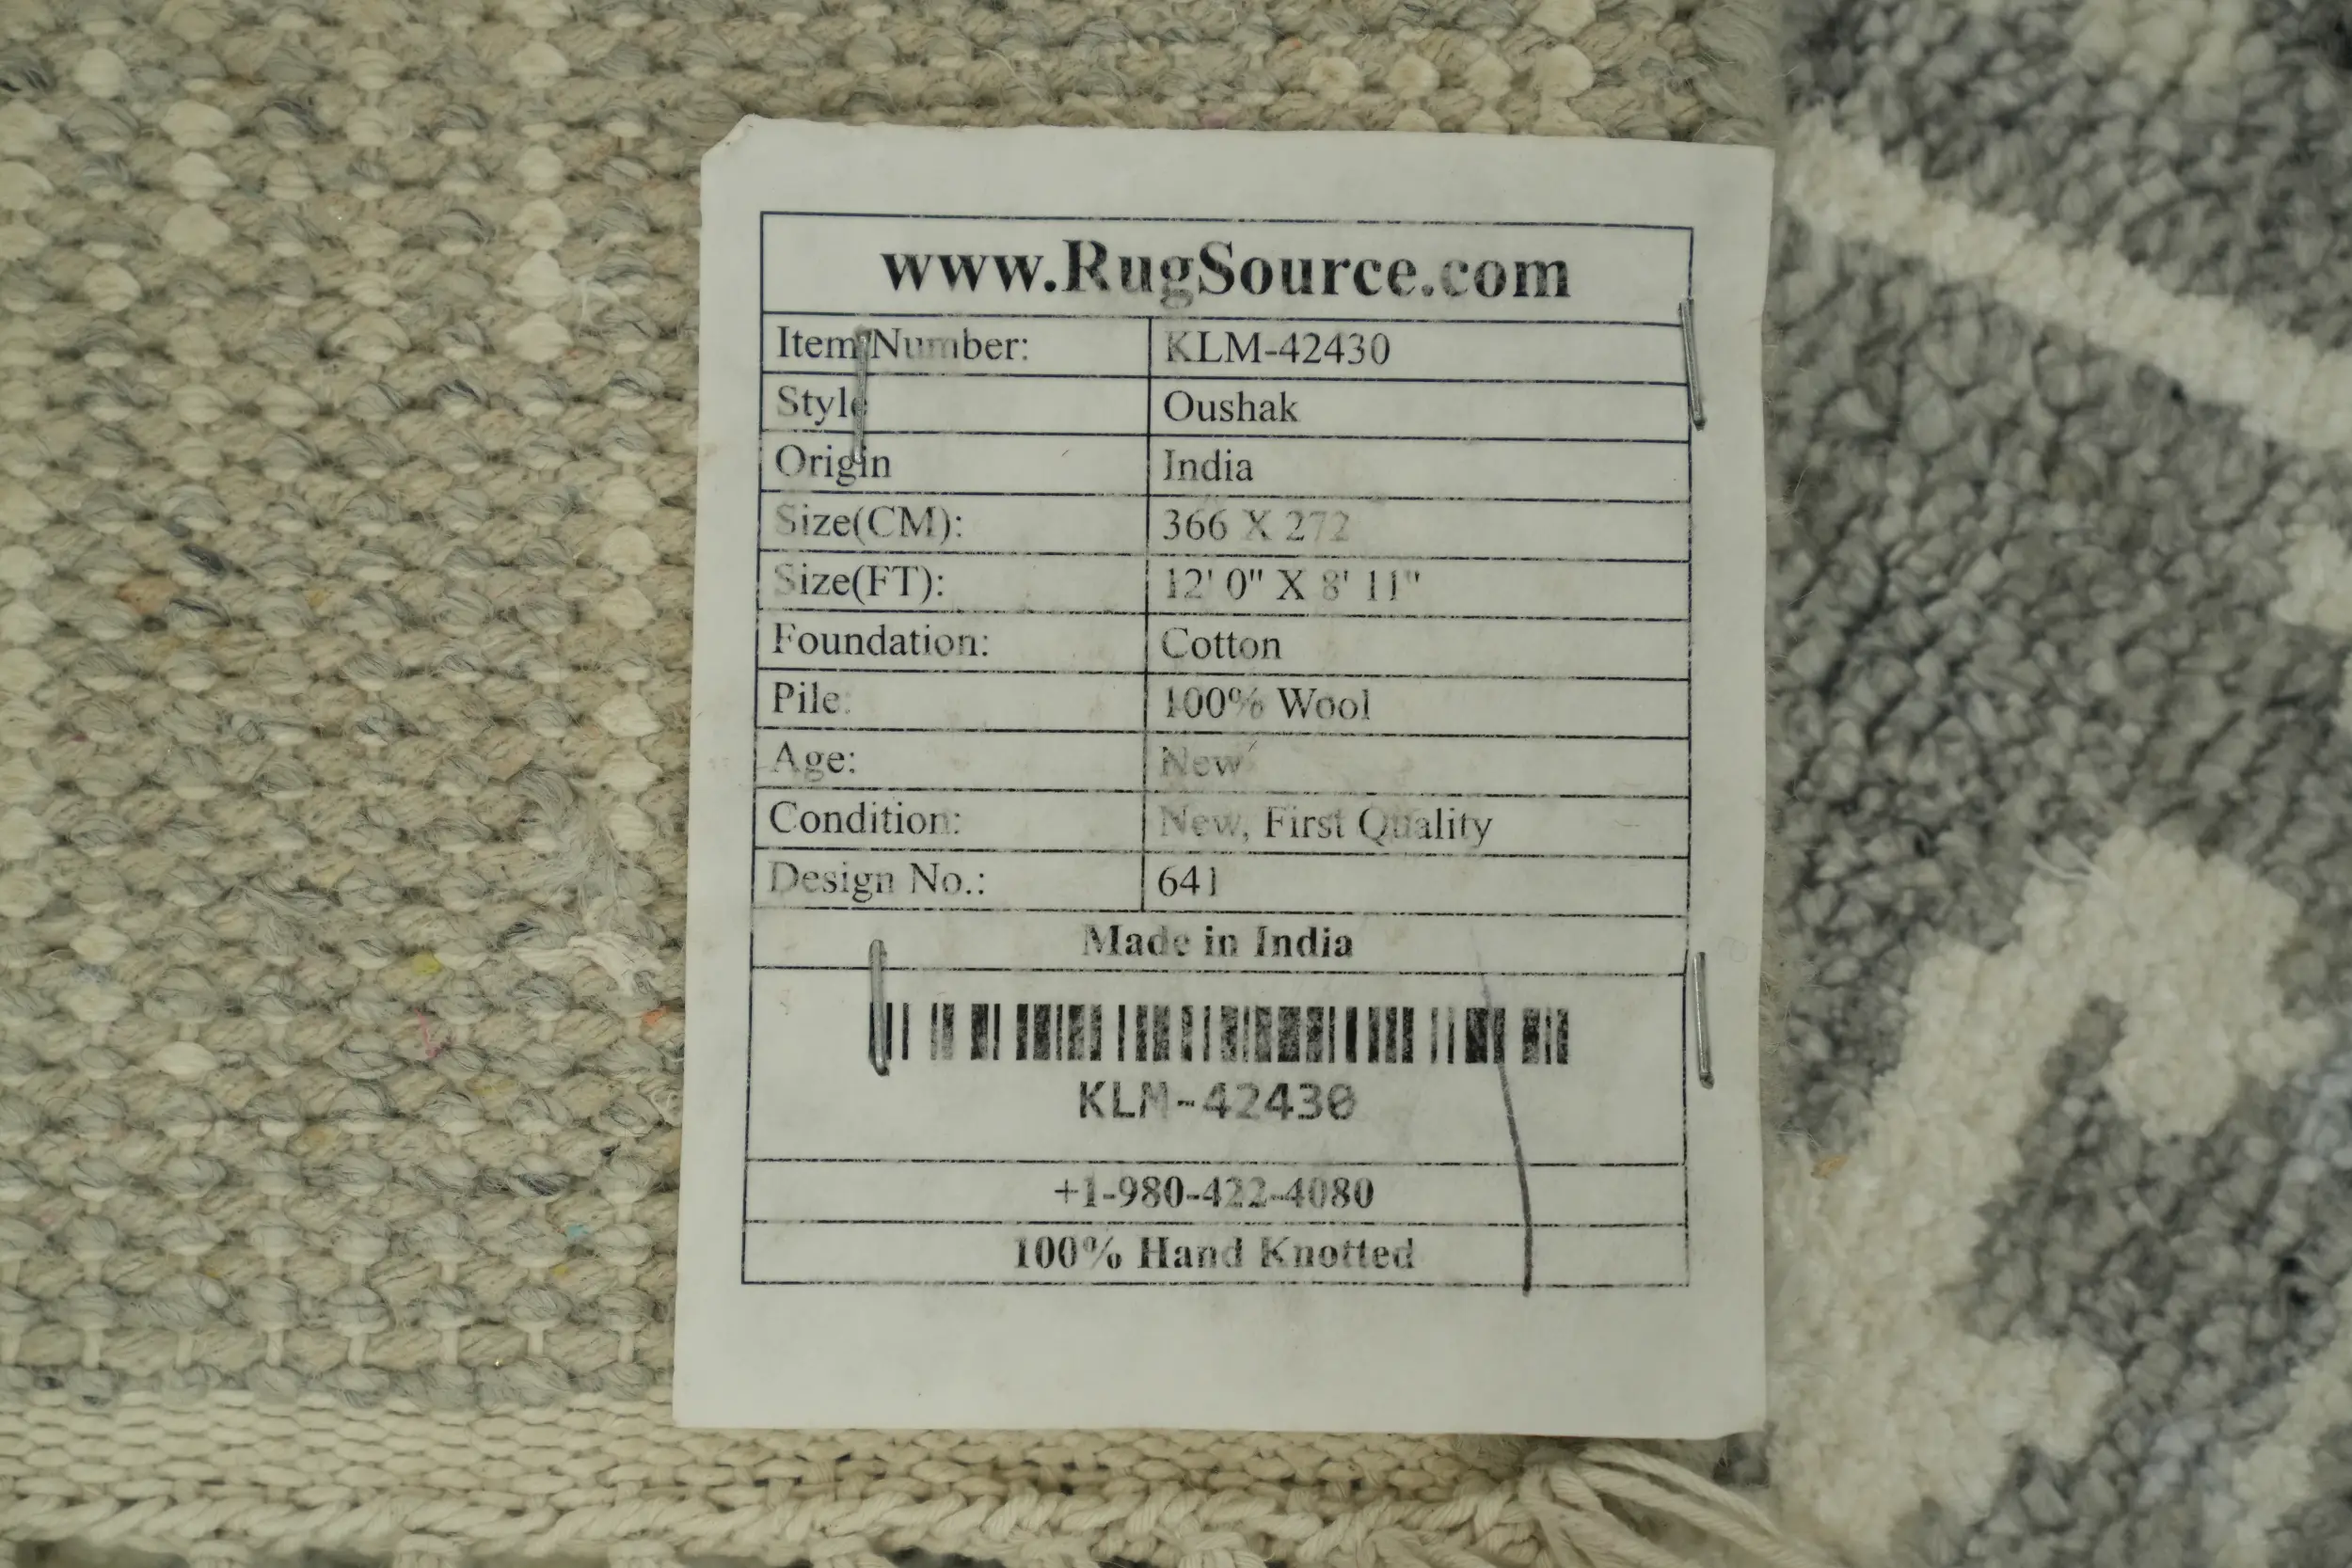 www.RugSource.com
Item Number: KLM-42430
Style Oushak
Origin India
Size(CM): 366 X 272
Size(FT): 12' 0" X 8' 11"
Foundation: Cotton
Pile: 100% Wool
Age: New
Condition: New, First Quality
Design No.: 641
Made in India
KLM-42430
+1-980-422-4080
100% Hand Knotted